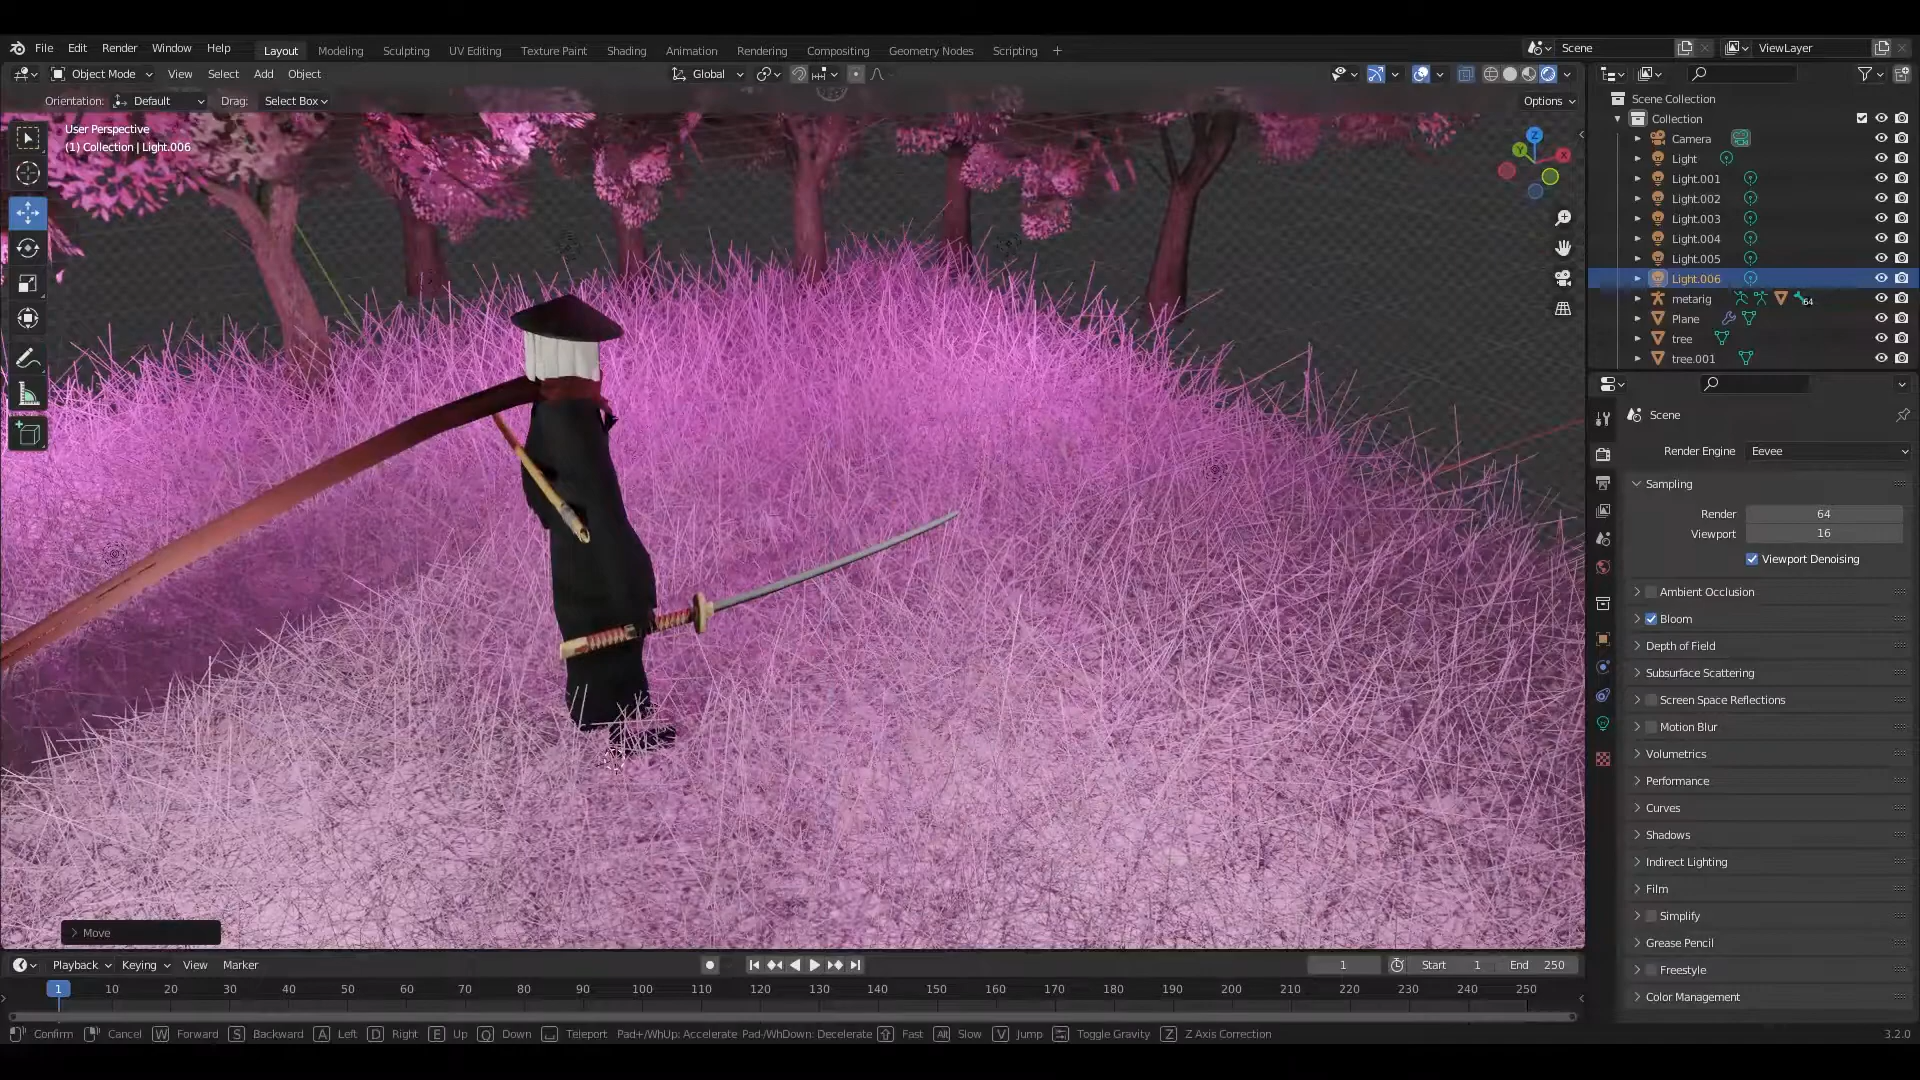 File Edit Render Window Help Layout Modeling Sculpting UV Editing Texture Paint Shading Animation Rendering Compositing Geometry Nodes Scripting + Scene ViewLayer
Object Mode View Select Add Object Global
Orientation: Default Drag: Select Box Options
User Perspective
(1) Collection | Light.006
Z
Y
X
Move
Scene Collection
Collection
Camera
Light
Light.001
Light.002
Light.003
Light.004
Light.005
Light.006
metarig 64
Plane
tree
tree.001
Scene
Render Engine Eevee
Sampling
Render 64
Viewport 16
Viewport Denoising
Ambient Occlusion
Bloom
Depth of Field
Subsurface Scattering
Screen Space Reflections
Motion Blur
Volumetrics
Performance
Curves
Shadows
Indirect Lighting
Film
Simplify
Grease Pencil
Freestyle
Color Management
Playback Keying View Marker 1 Start 1 End 250
1 10 20 30 40 50 60 70 80 90 100 110 120 130 140 150 160 170 180 190 200 210 220 230 240 250
Confirm Cancel W Forward S Backward A Left D Right E Up Q Down Teleport Pad+/WhUp: Accelerate Pad-/WhDown: Decelerate Fast Alt Slow V Jump Toggle Gravity Z Z Axis Correction 3.2.0